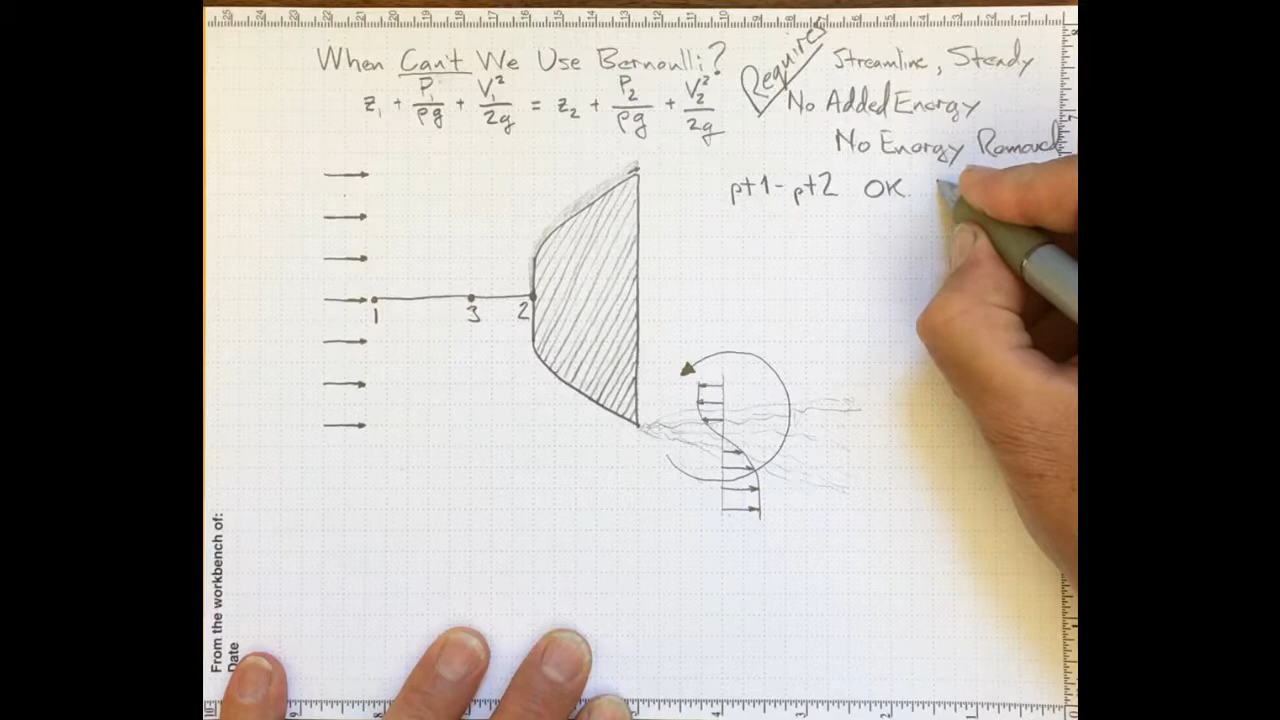 When Can't We Use Bernoulli?
z₁ + P₁/ρg + V₁²/2g = z₂ + P₂/ρg + V₂²/2g
Requires
Streamline, Steady
No Added Energy
No Energy Removed
pt1 - pt2 OK
1 3 2
From the workbench of:
Date